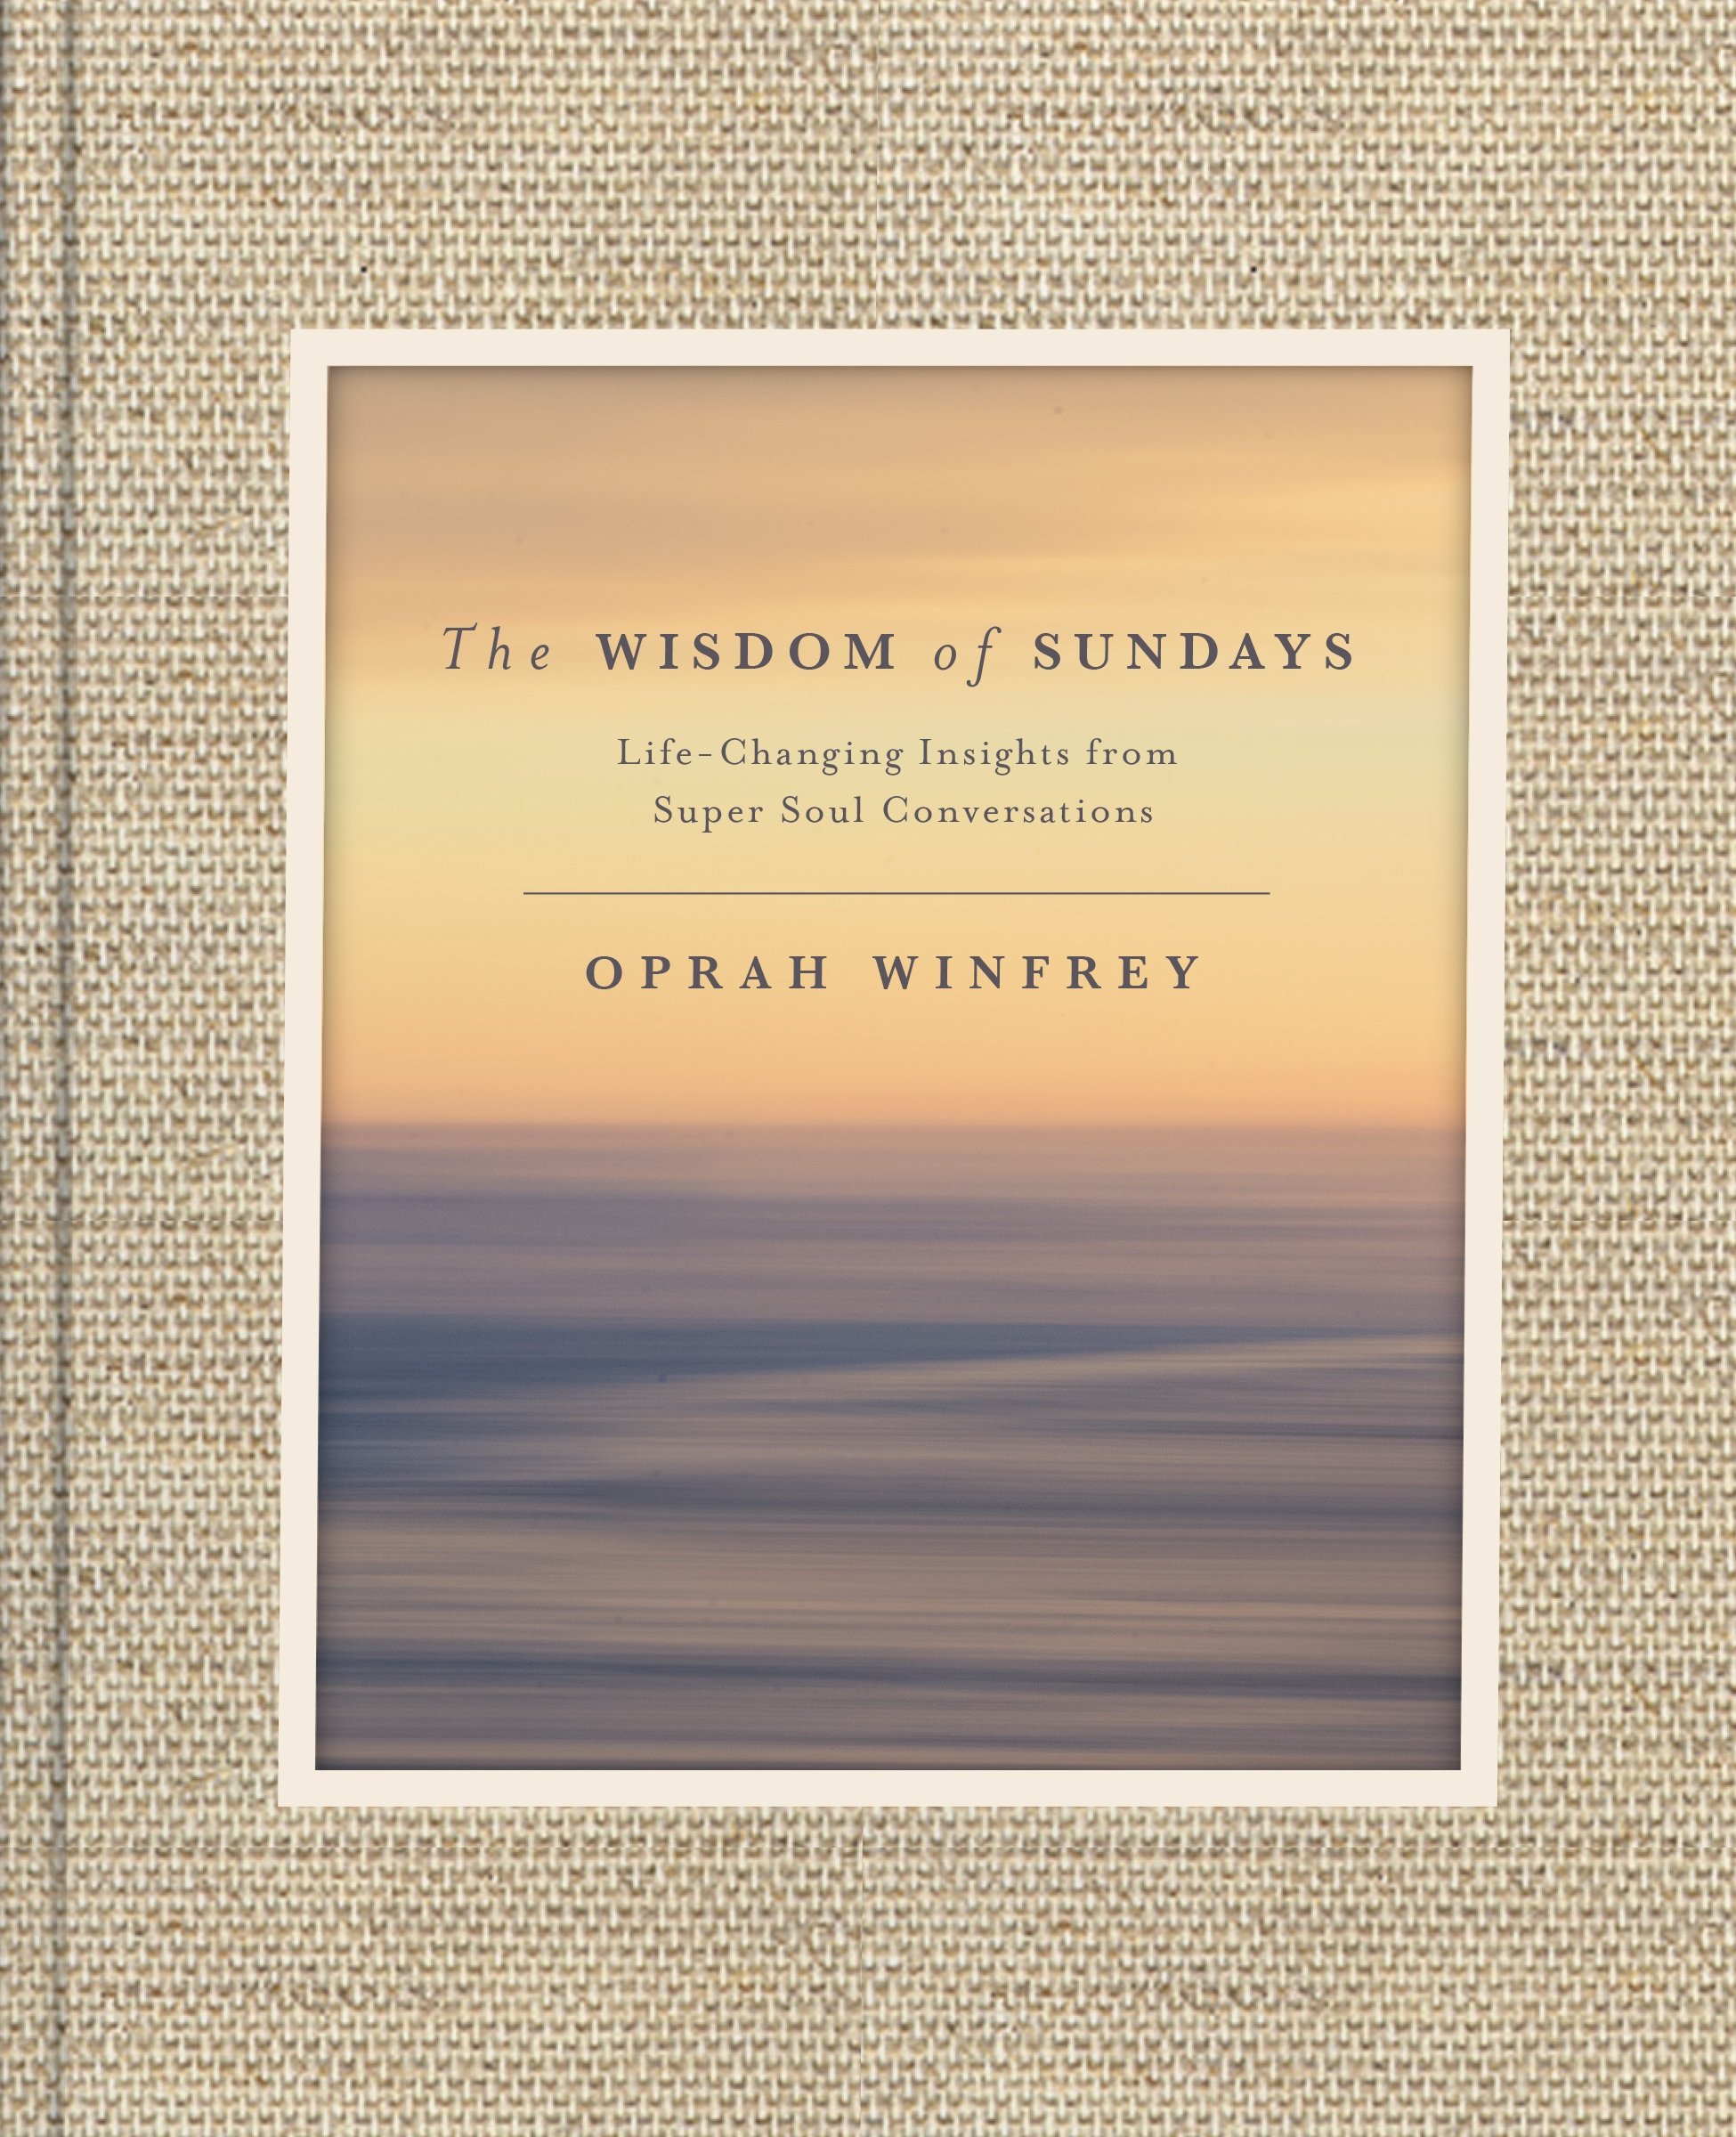 The WISDOM of SUNDAYS
Life-Changing Insights from
Super Soul Conversations
OPRAH WINFREY